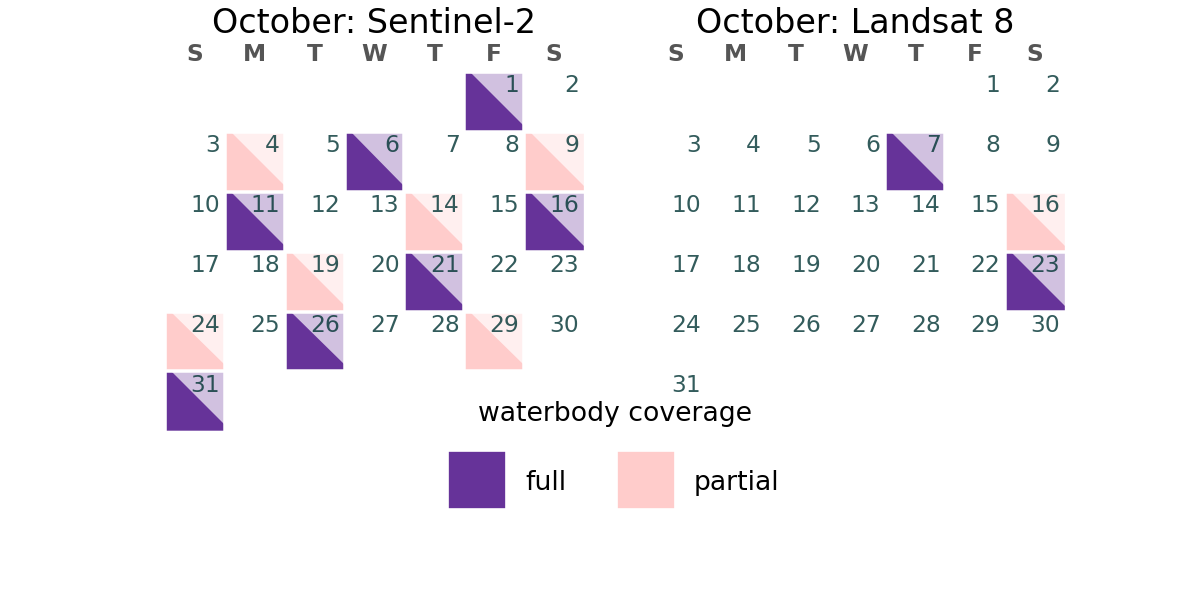 October: Sentinel-2
S M T W T F S
1 2
3 4 5 6 7 8 9
10 11 12 13 14 15 16
17 18 19 20 21 22 23
24 25 26 27 28 29 30
31
October: Landsat 8
S M T W T F S
1 2
3 4 5 6 7 8 9
10 11 12 13 14 15 16
17 18 19 20 21 22 23
24 25 26 27 28 29 30
31
waterbody coverage
full
partial